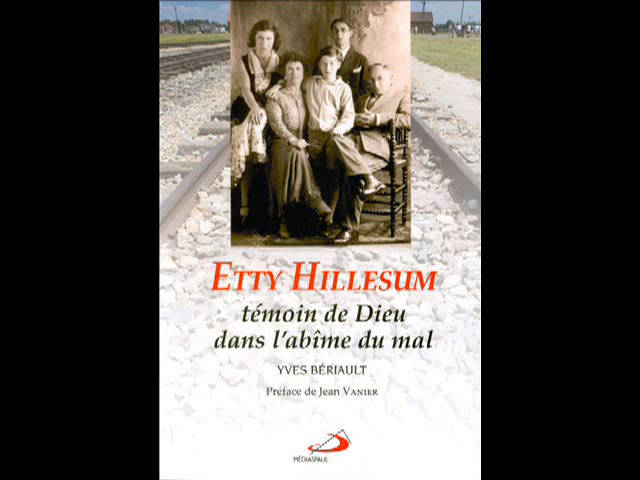 ETTY HILLESUM
témoin de Dieu
dans l'abîme du mal
YVES BÉRIAULT
Préface de Jean VANIER
MÉDIASPAUL